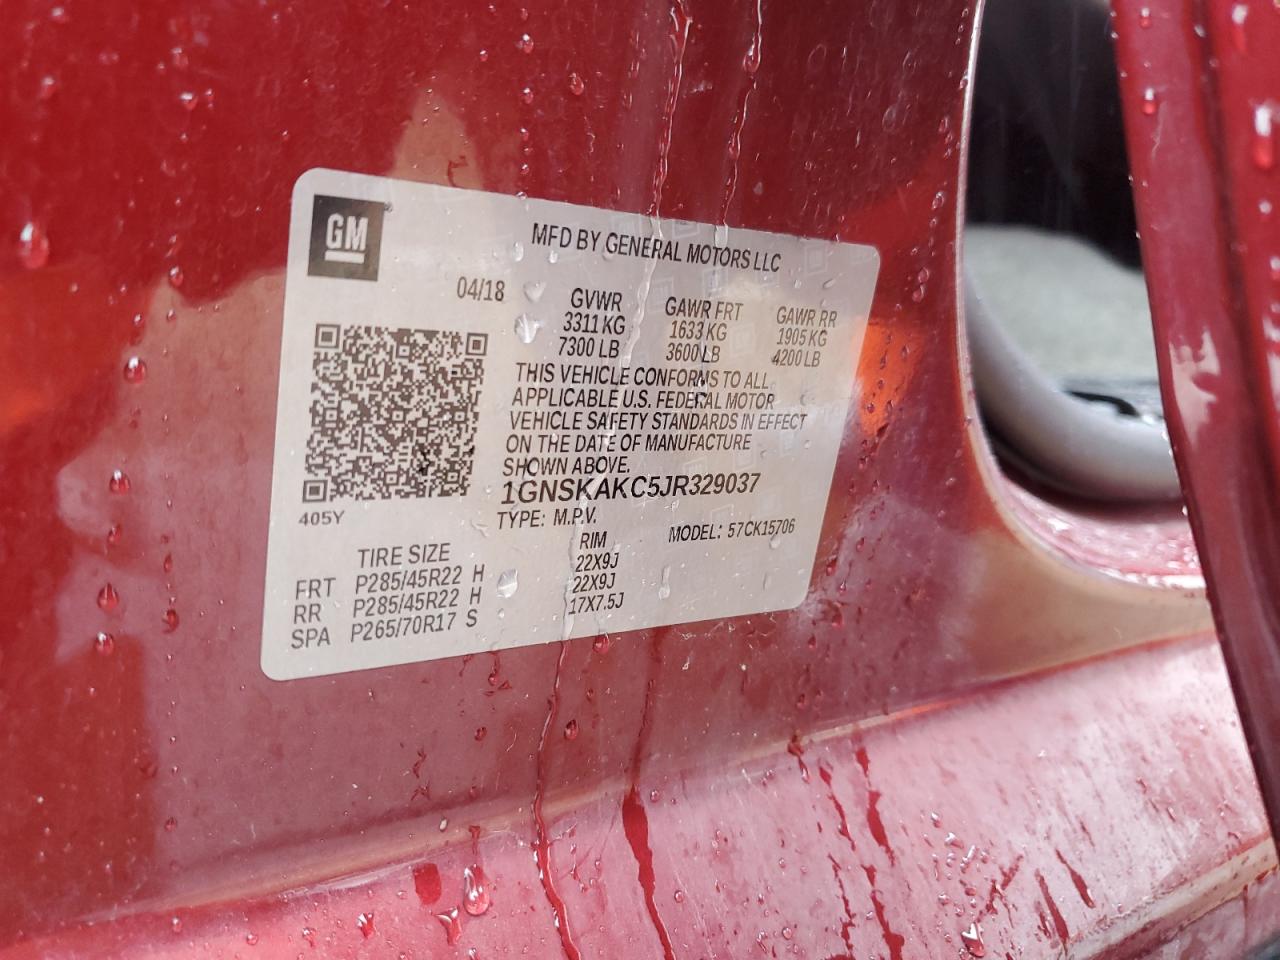 GM
MFD BY GENERAL MOTORS LLC
04/18
GVWR GAWR FRT GAWR RR
3311 KG 1633 KG 1905 KG
7300 LB 3600 LB 4200 LB
THIS VEHICLE CONFORMS TO ALL
APPLICABLE U.S. FEDERAL MOTOR
VEHICLE SAFETY STANDARDS IN EFFECT
ON THE DATE OF MANUFACTURE
SHOWN ABOVE.
1GNSKAKC5JR329037
405Y
TYPE: M.P.V. MODEL: 57CK15706
TIRE SIZE RIM
FRT P285/45R22 H 22X9J
RR P285/45R22 H 22X9J
SPA P265/70R17 S 17X7.5J